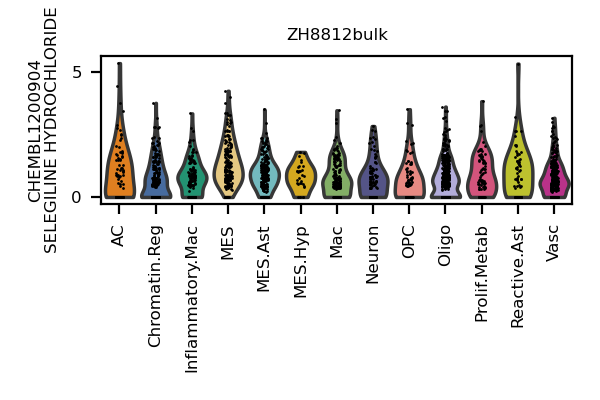 ZH8812bulk
CHEMBL1200904
SELEGILINE HYDROCHLORIDE
5
0
AC
Chromatin.Reg
Inflammatory.Mac
MES
MES.Ast
MES.Hyp
Mac
Neuron
OPC
Oligo
Prolif.Metab
Reactive.Ast
Vasc